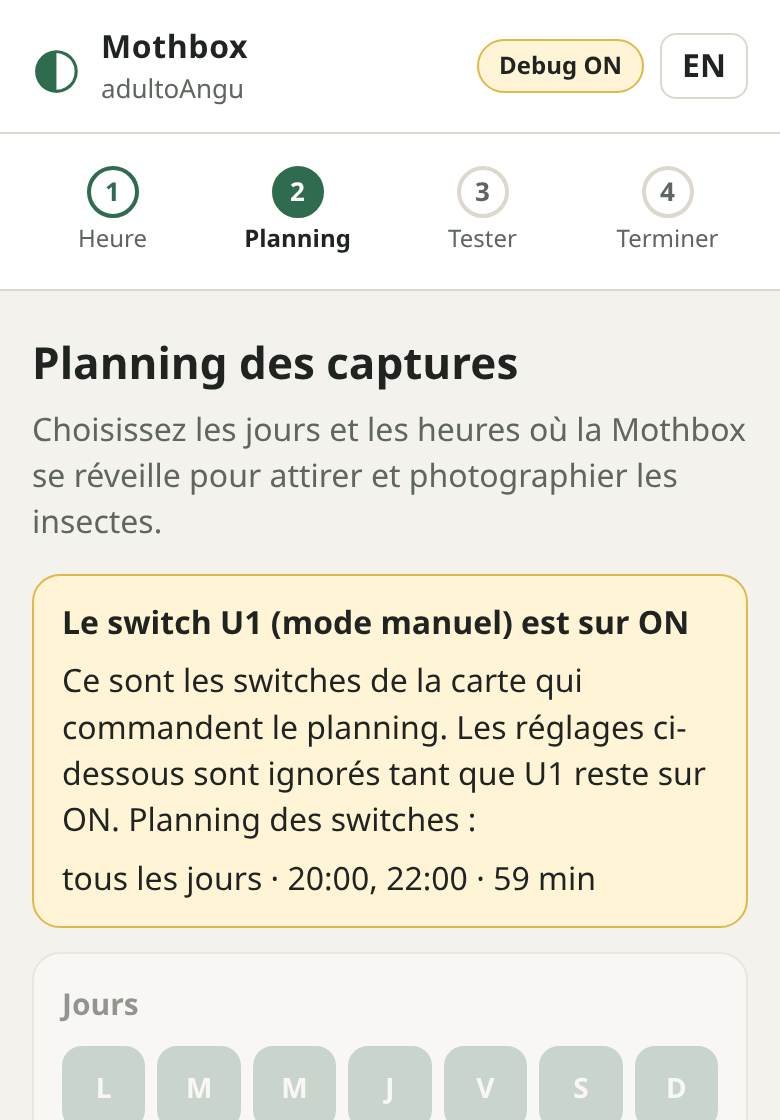 Mothbox
adultoAngu
Debug ON
EN
1
2
3
4
Heure
Planning
Tester
Terminer
Planning des captures
Choisissez les jours et les heures où la Mothbox
se réveille pour attirer et photographier les
insectes.
Le switch U1 (mode manuel) est sur ON
Ce sont les switches de la carte qui
commandent le planning. Les réglages ci-
dessous sont ignorés tant que U1 reste sur
ON. Planning des switches :
tous les jours · 20:00, 22:00 · 59 min
Jours
L M M J V S D